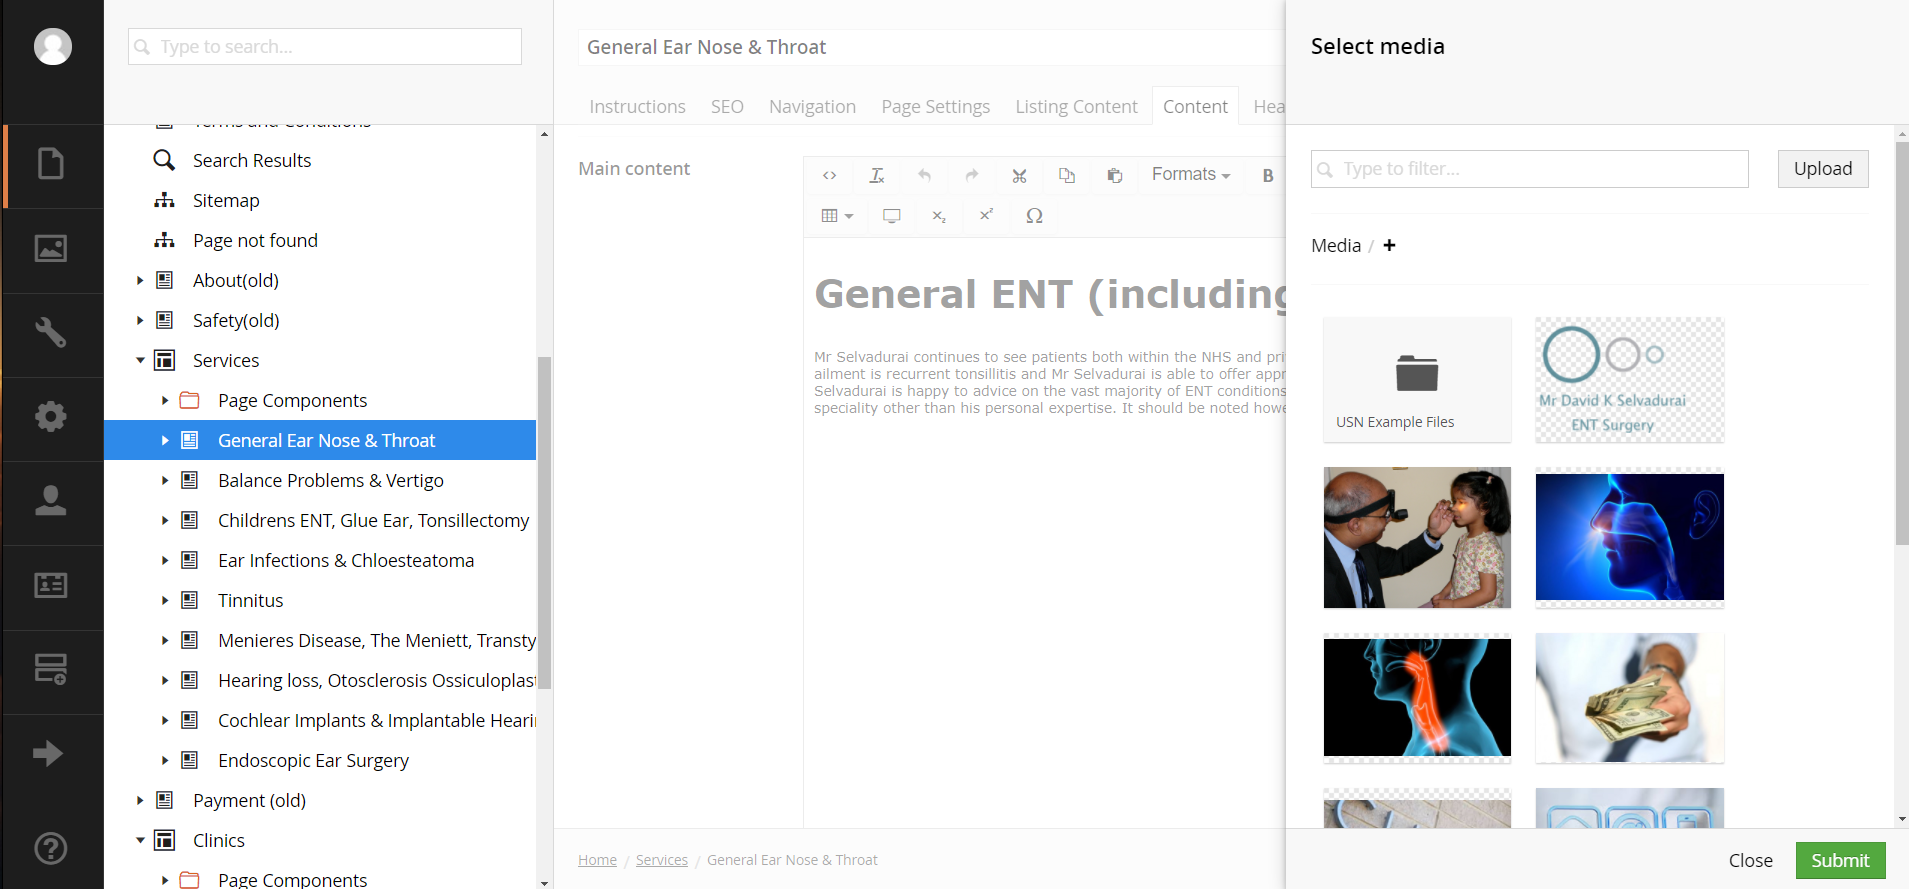 Type to search...
Terms and Conditions
Search Results
Sitemap
Page not found
About(old)
Safety(old)
Services
Page Components
General Ear Nose & Throat
Balance Problems & Vertigo
Childrens ENT, Glue Ear, Tonsillectomy
Ear Infections & Chloesteatoma
Tinnitus
Menieres Disease, The Meniett, Transty
Hearing loss, Otosclerosis Ossiculoplast
Cochlear Implants & Implantable Heari
Endoscopic Ear Surgery
Payment (old)
Clinics
Page Components
General Ear Nose & Throat
Instructions SEO Navigation Page Settings Listing Content Content Hea
Main content
Formats B
General ENT (including
Mr Selvadurai continues to see patients both within the NHS and pri
ailment is recurrent tonsillitis and Mr Selvadurai is able to offer appr
Selvadurai is happy to advice on the vast majority of ENT conditions
speciality other than his personal expertise. It should be noted howe
Home / Services / General Ear Nose & Throat
Select media
Type to filter...
Upload
Media / +
USN Example Files
Mr David K Selvadurai
ENT Surgery
Close
Submit